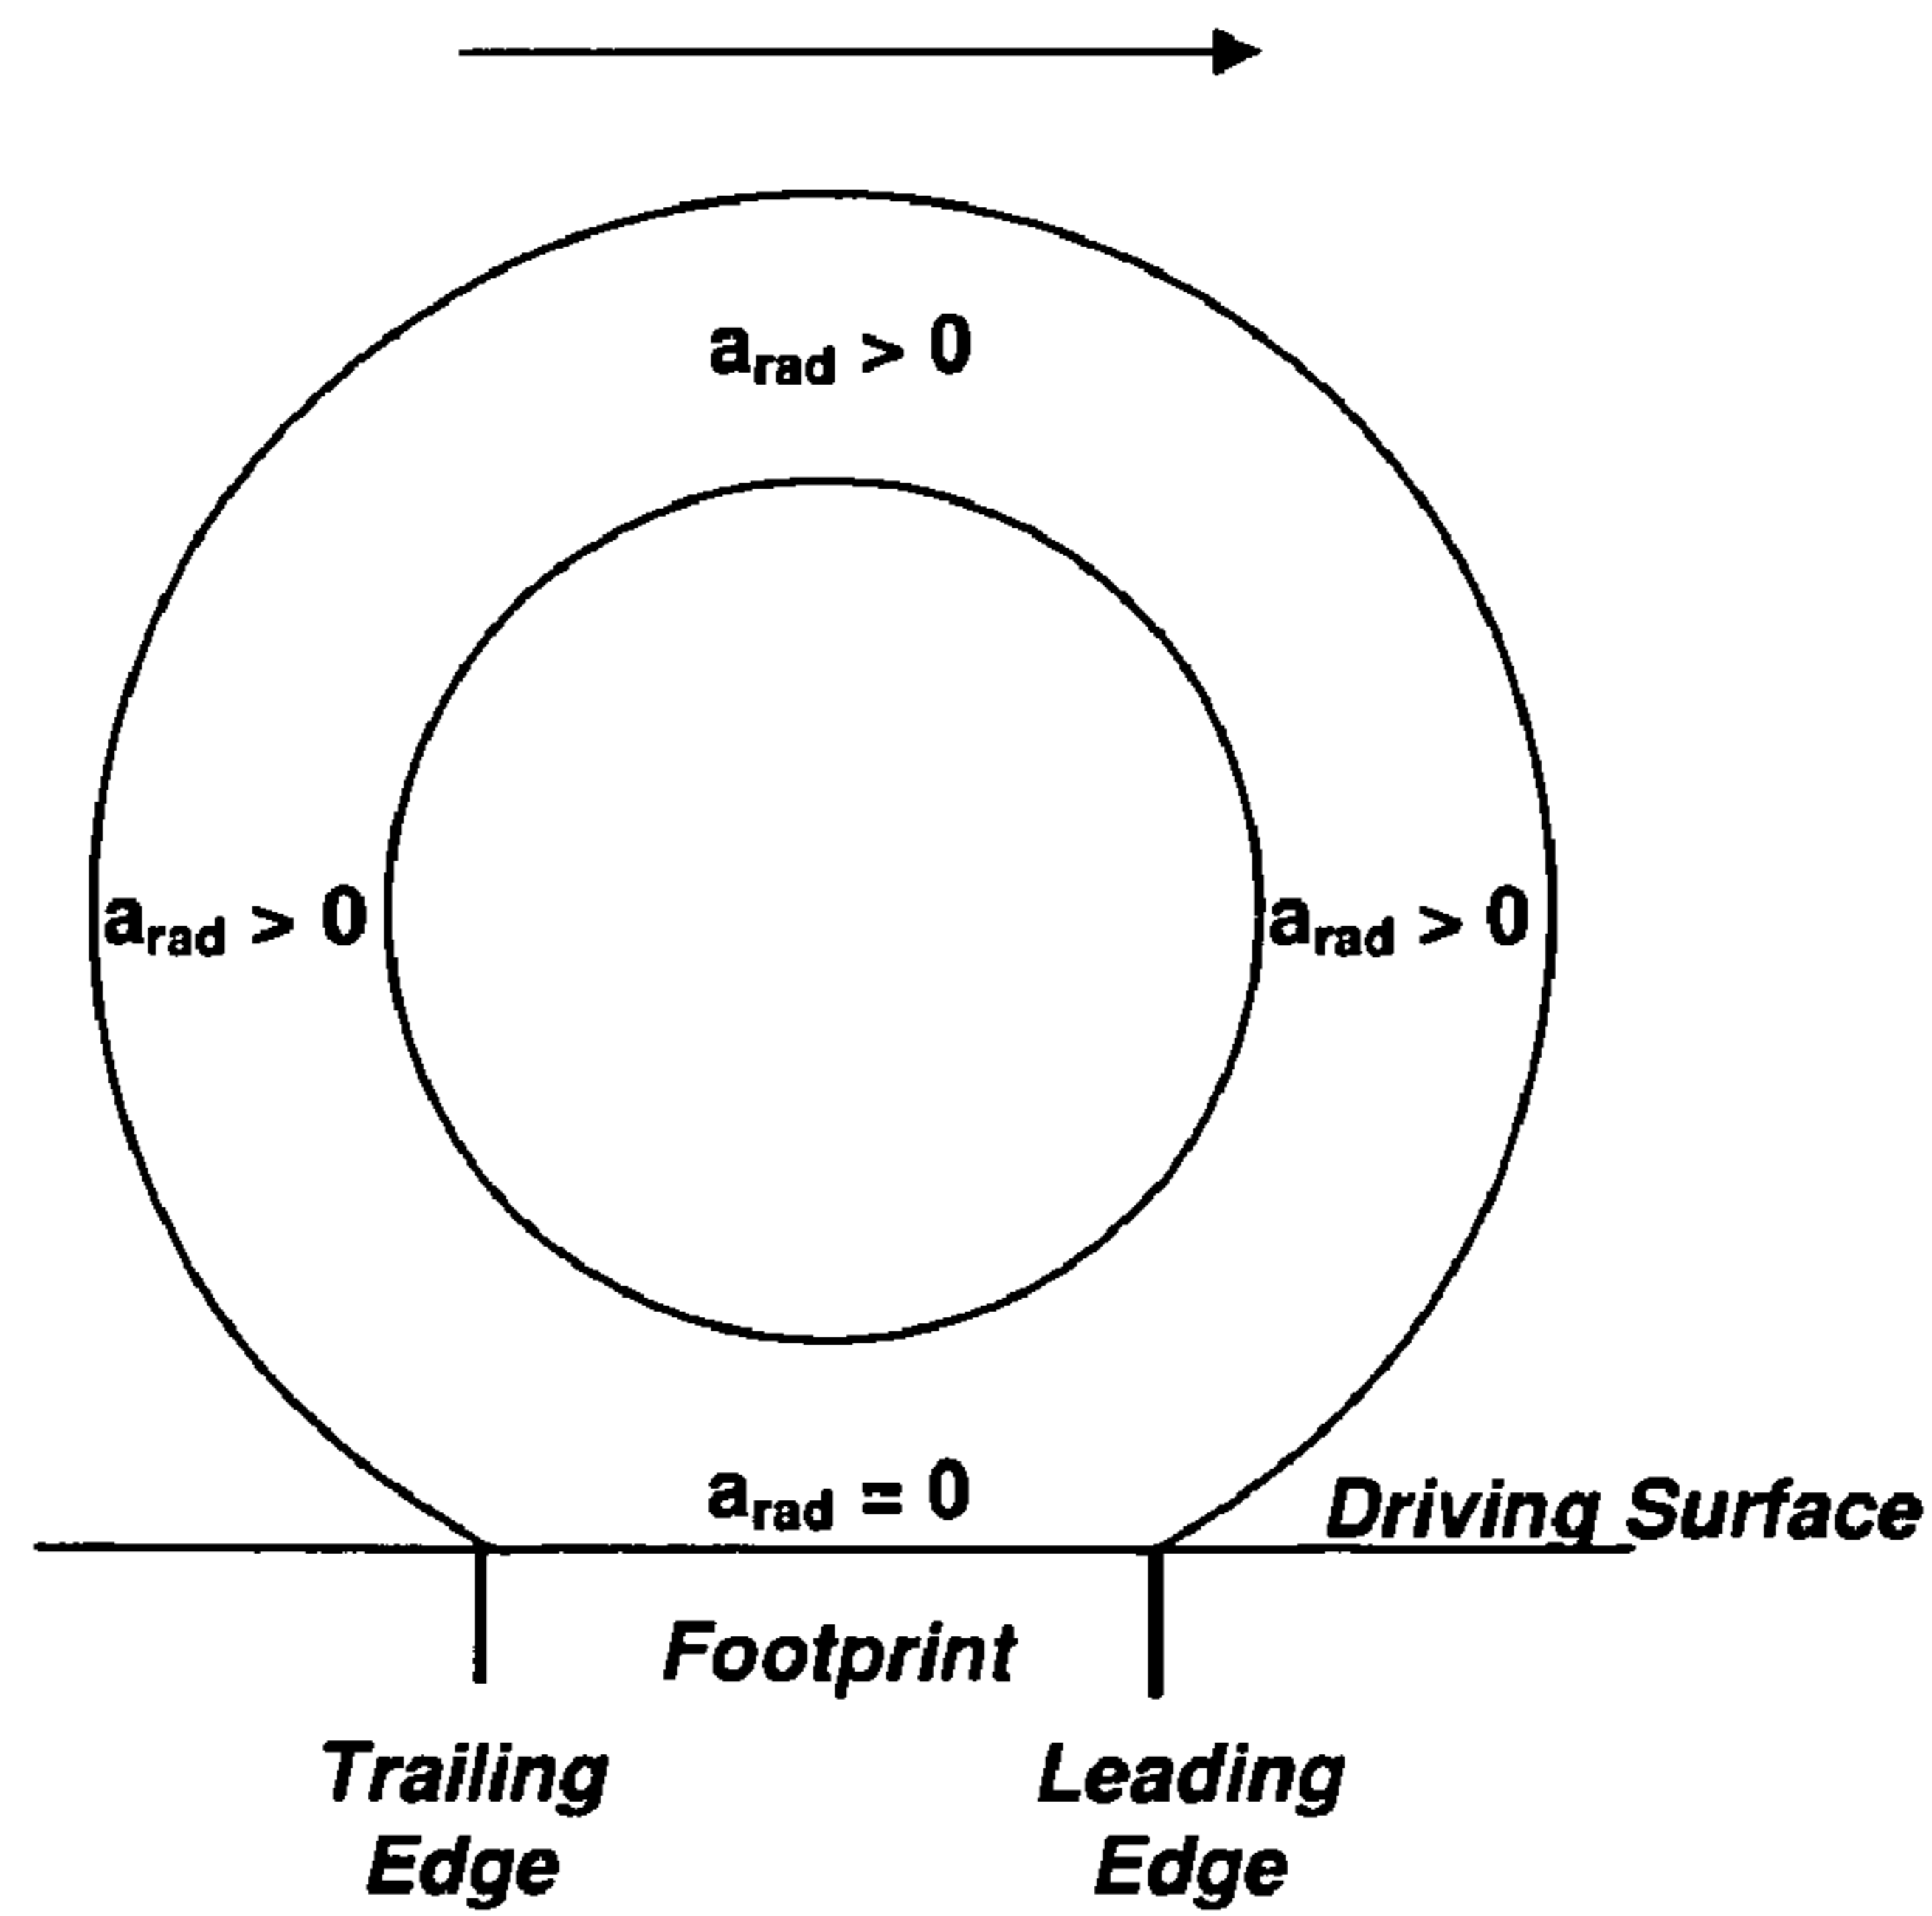 a_rad > 0
a_rad > 0
a_rad > 0
a_rad = 0
Driving Surface
Footprint
Trailing
Edge
Leading
Edge